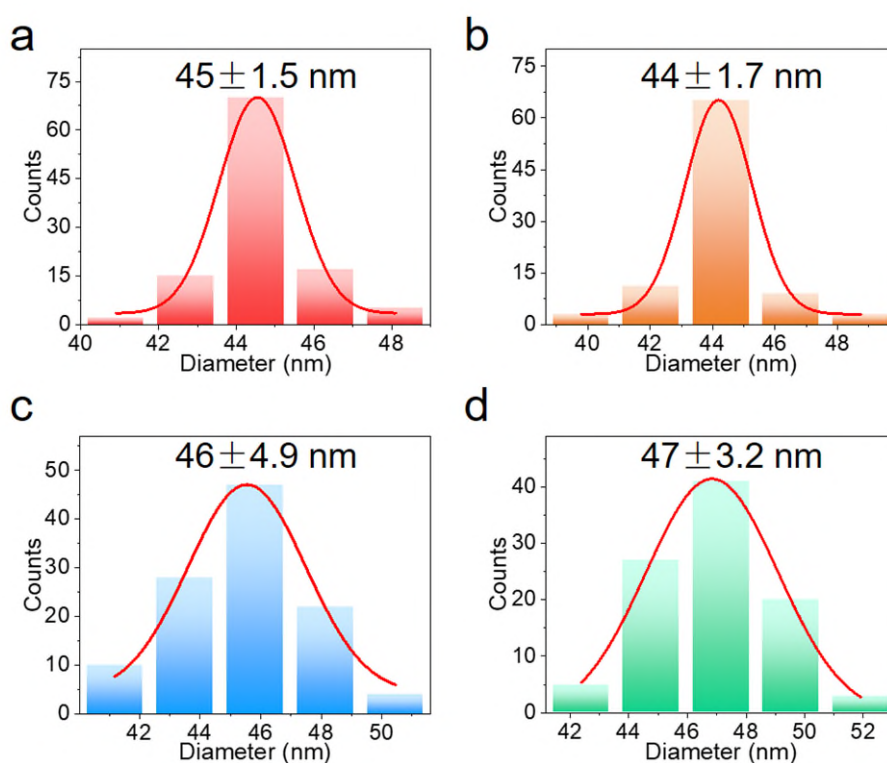 a
45±1.5 nm
Counts
75
60
45
30
15
0
40 42 44 46 48
Diameter (nm)
b
44±1.7 nm
Counts
75
60
45
30
15
0
40 42 44 46 48
Diameter (nm)
c
46±4.9 nm
Counts
50
40
30
20
10
0
42 44 46 48 50
Diameter (nm)
d
47±3.2 nm
Counts
40
30
20
10
0
42 44 46 48 50 52
Diameter (nm)